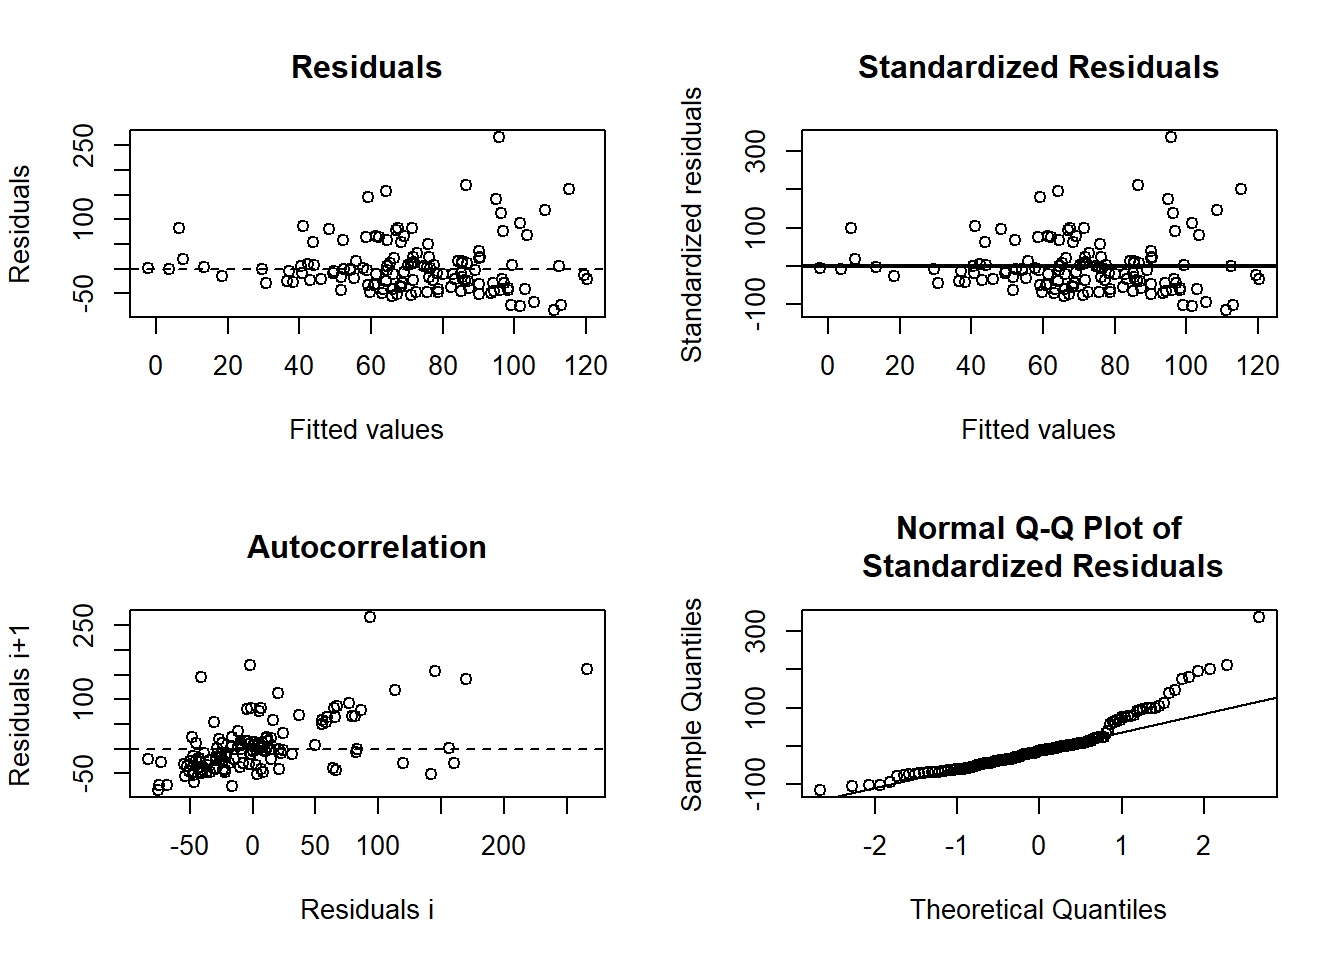 Residuals
Residuals
250
100
-50
0 20 40 60 80 100 120
Fitted values
Standardized Residuals
Standardized residuals
300
100
-100
0 20 40 60 80 100 120
Fitted values
Autocorrelation
Residuals i+1
250
100
-50
-50 0 50 100 200
Residuals i
Normal Q-Q Plot of
Standardized Residuals
Sample Quantiles
300
100
-100
-2 -1 0 1 2
Theoretical Quantiles